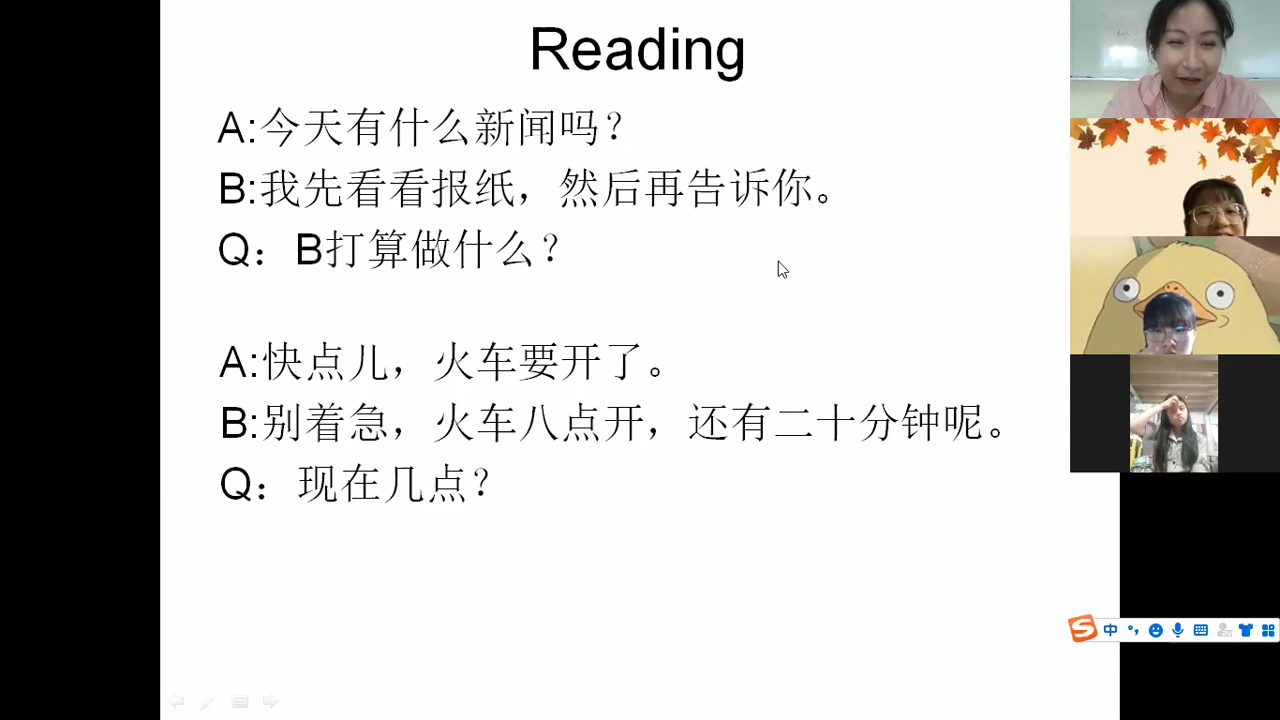 Reading
A:今天有什么新闻吗？
B:我先看看报纸，然后再告诉你。
Q：B打算做什么？
A:快点儿，火车要开了。
B:别着急，火车八点开，还有二十分钟呢。
Q：现在几点？
S 中